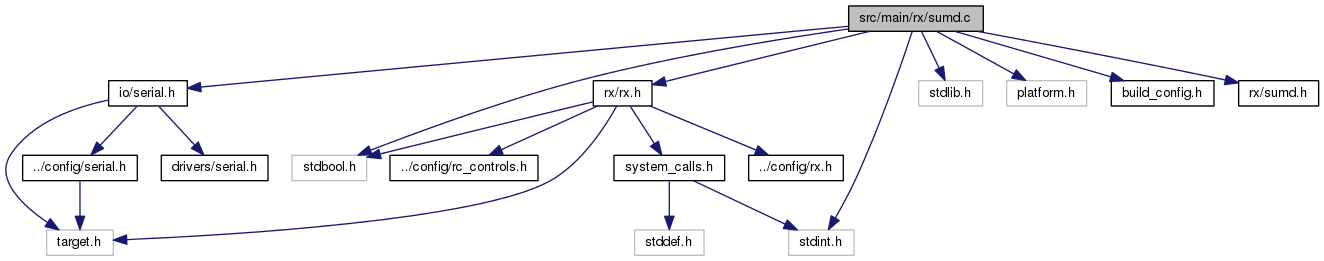 src/main/rx/sumd.c
io/serial.h
rx/rx.h
stdlib.h
platform.h
build_config.h
rx/sumd.h
../config/serial.h
drivers/serial.h
stdbool.h
../config/rc_controls.h
system_calls.h
../config/rx.h
target.h
stddef.h
stdint.h